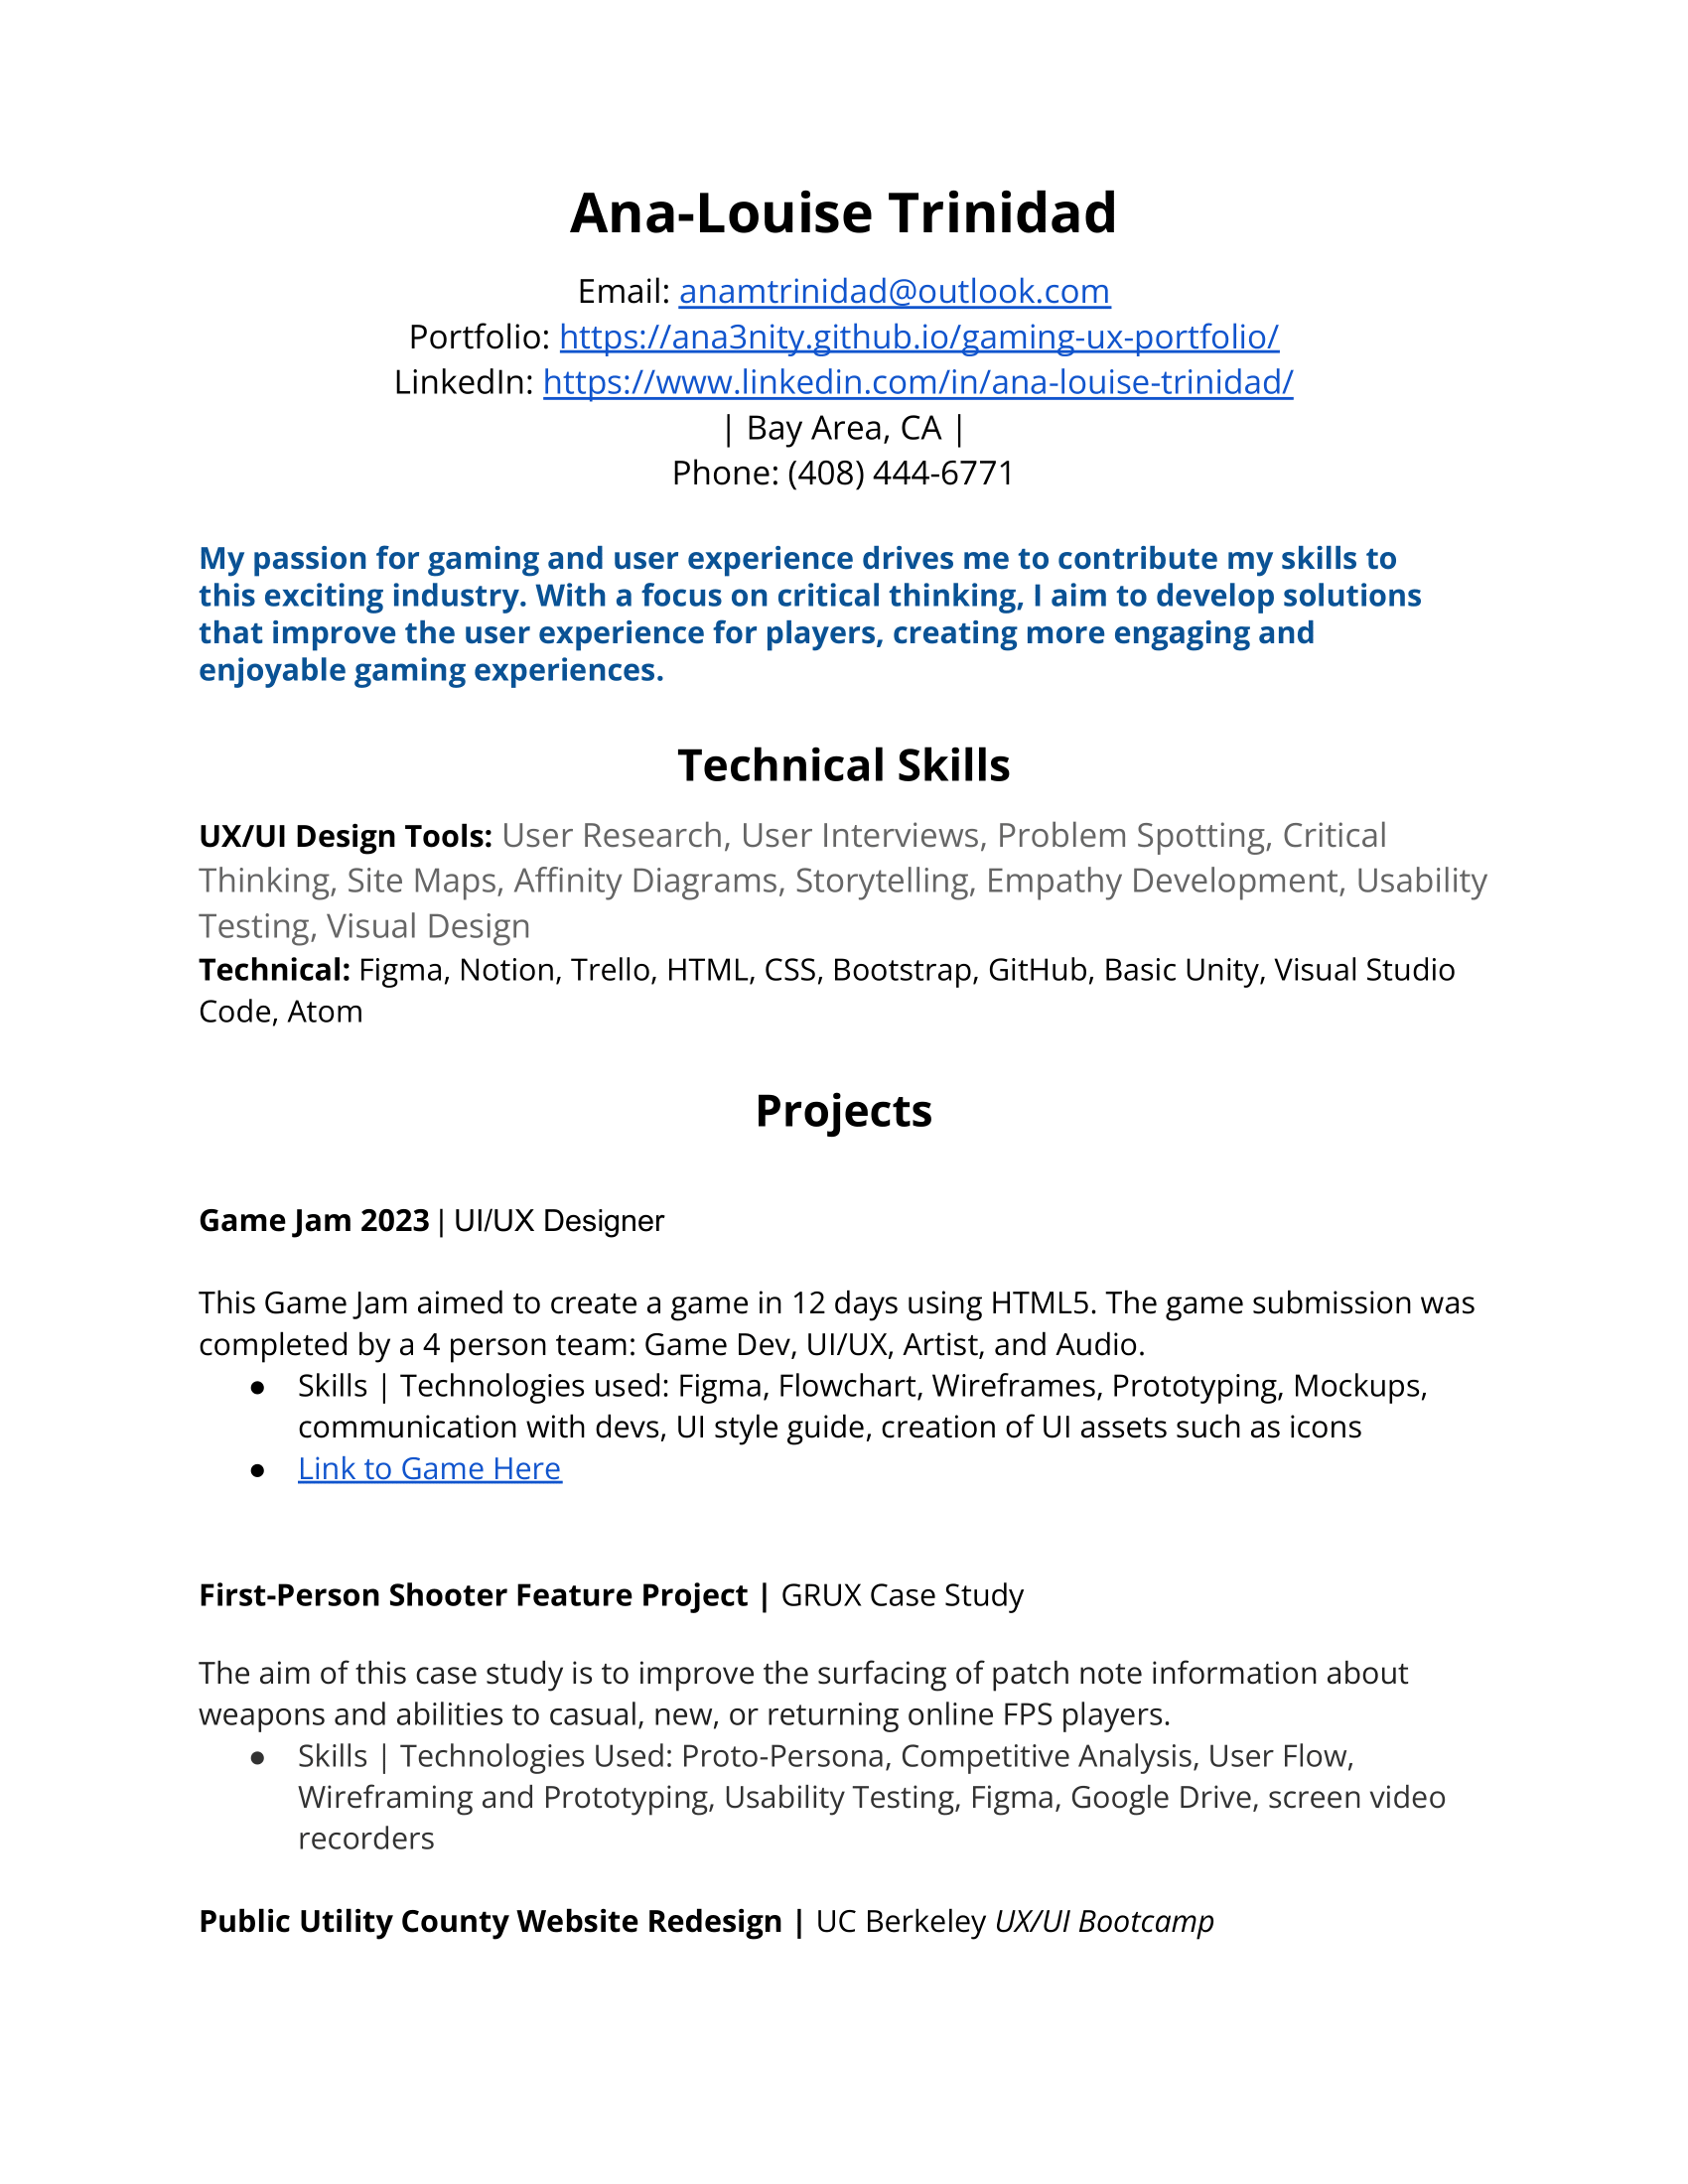 Ana-Louise Trinidad
Email: anamtrinidad@outlook.com
Portfolio: https://ana3nity.github.io/gaming-ux-portfolio/
LinkedIn: https://www.linkedin.com/in/ana-louise-trinidad/
| Bay Area, CA |
Phone: (408) 444-6771
My passion for gaming and user experience drives me to contribute my skills to
this exciting industry. With a focus on critical thinking, I aim to develop solutions
that improve the user experience for players, creating more engaging and
enjoyable gaming experiences.
Technical Skills
UX/UI Design Tools: User Research, User Interviews, Problem Spotting, Critical
Thinking, Site Maps, Affinity Diagrams, Storytelling, Empathy Development, Usability
Testing, Visual Design
Technical: Figma, Notion, Trello, HTML, CSS, Bootstrap, GitHub, Basic Unity, Visual Studio
Code, Atom
Projects
Game Jam 2023 | UI/UX Designer
This Game Jam aimed to create a game in 12 days using HTML5. The game submission was
completed by a 4 person team: Game Dev, UI/UX, Artist, and Audio.
● Skills | Technologies used: Figma, Flowchart, Wireframes, Prototyping, Mockups,
communication with devs, UI style guide, creation of UI assets such as icons
● Link to Game Here
First-Person Shooter Feature Project | GRUX Case Study
The aim of this case study is to improve the surfacing of patch note information about
weapons and abilities to casual, new, or returning online FPS players.
● Skills | Technologies Used: Proto-Persona, Competitive Analysis, User Flow,
Wireframing and Prototyping, Usability Testing, Figma, Google Drive, screen video
recorders
Public Utility County Website Redesign | UC Berkeley UX/UI Bootcamp